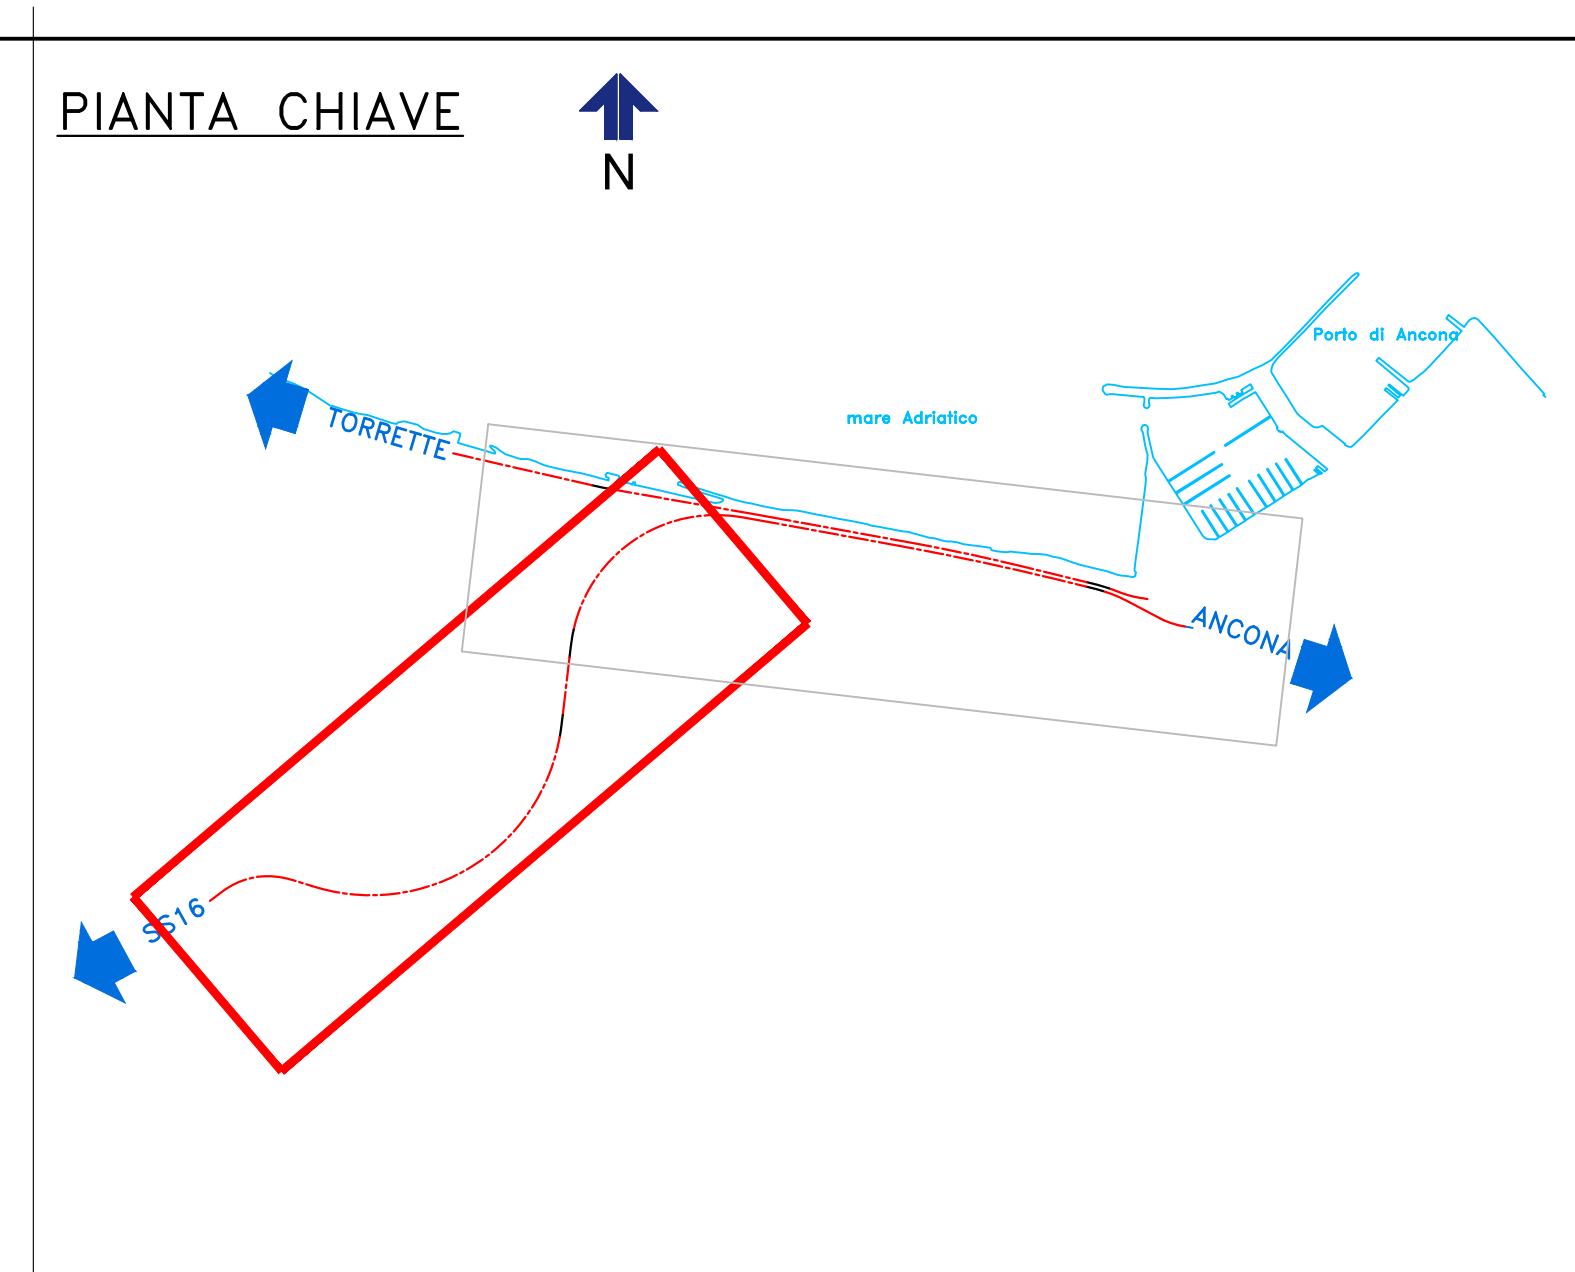 PIANTA CHIAVE
N
Porto di Ancona
mare Adriatico
TORRETTE
ANCONA
SS16